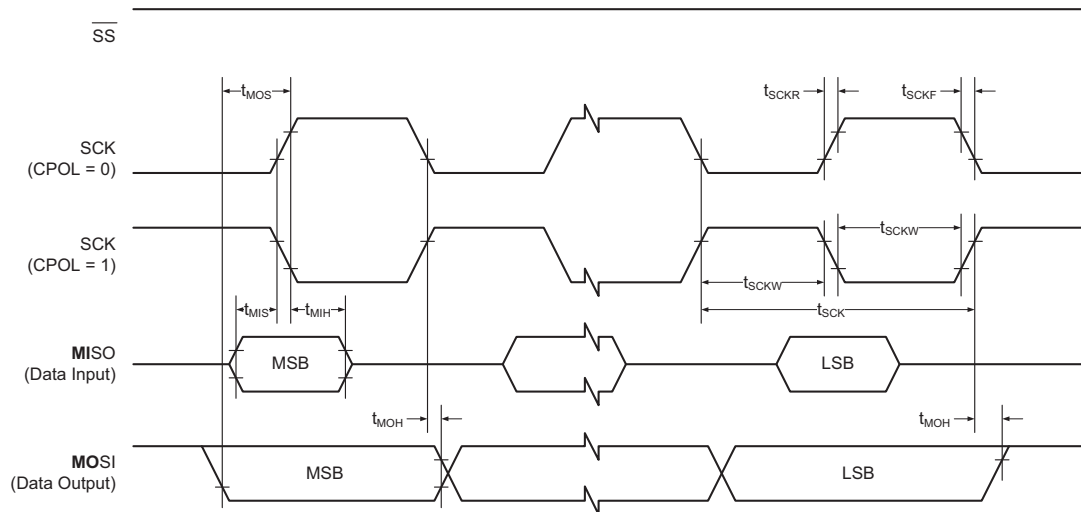 SS
tMOS
tSCKR
tSCKF
SCK
(CPOL = 0)
SCK
(CPOL = 1)
tSCKW
tSCKW
tMIS
tMIH
tSCK
MISO
(Data Input)
MSB
LSB
tMOH
tMOH
MOSI
(Data Output)
MSB
LSB